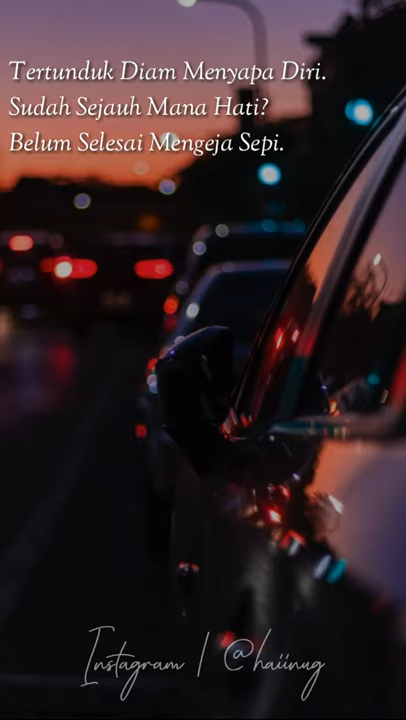 Tertunduk Diam Menyapa Diri.
Sudah Sejauh Mana Hati?
Belum Selesai Mengeja Sepi.
Instagram | @haiinug